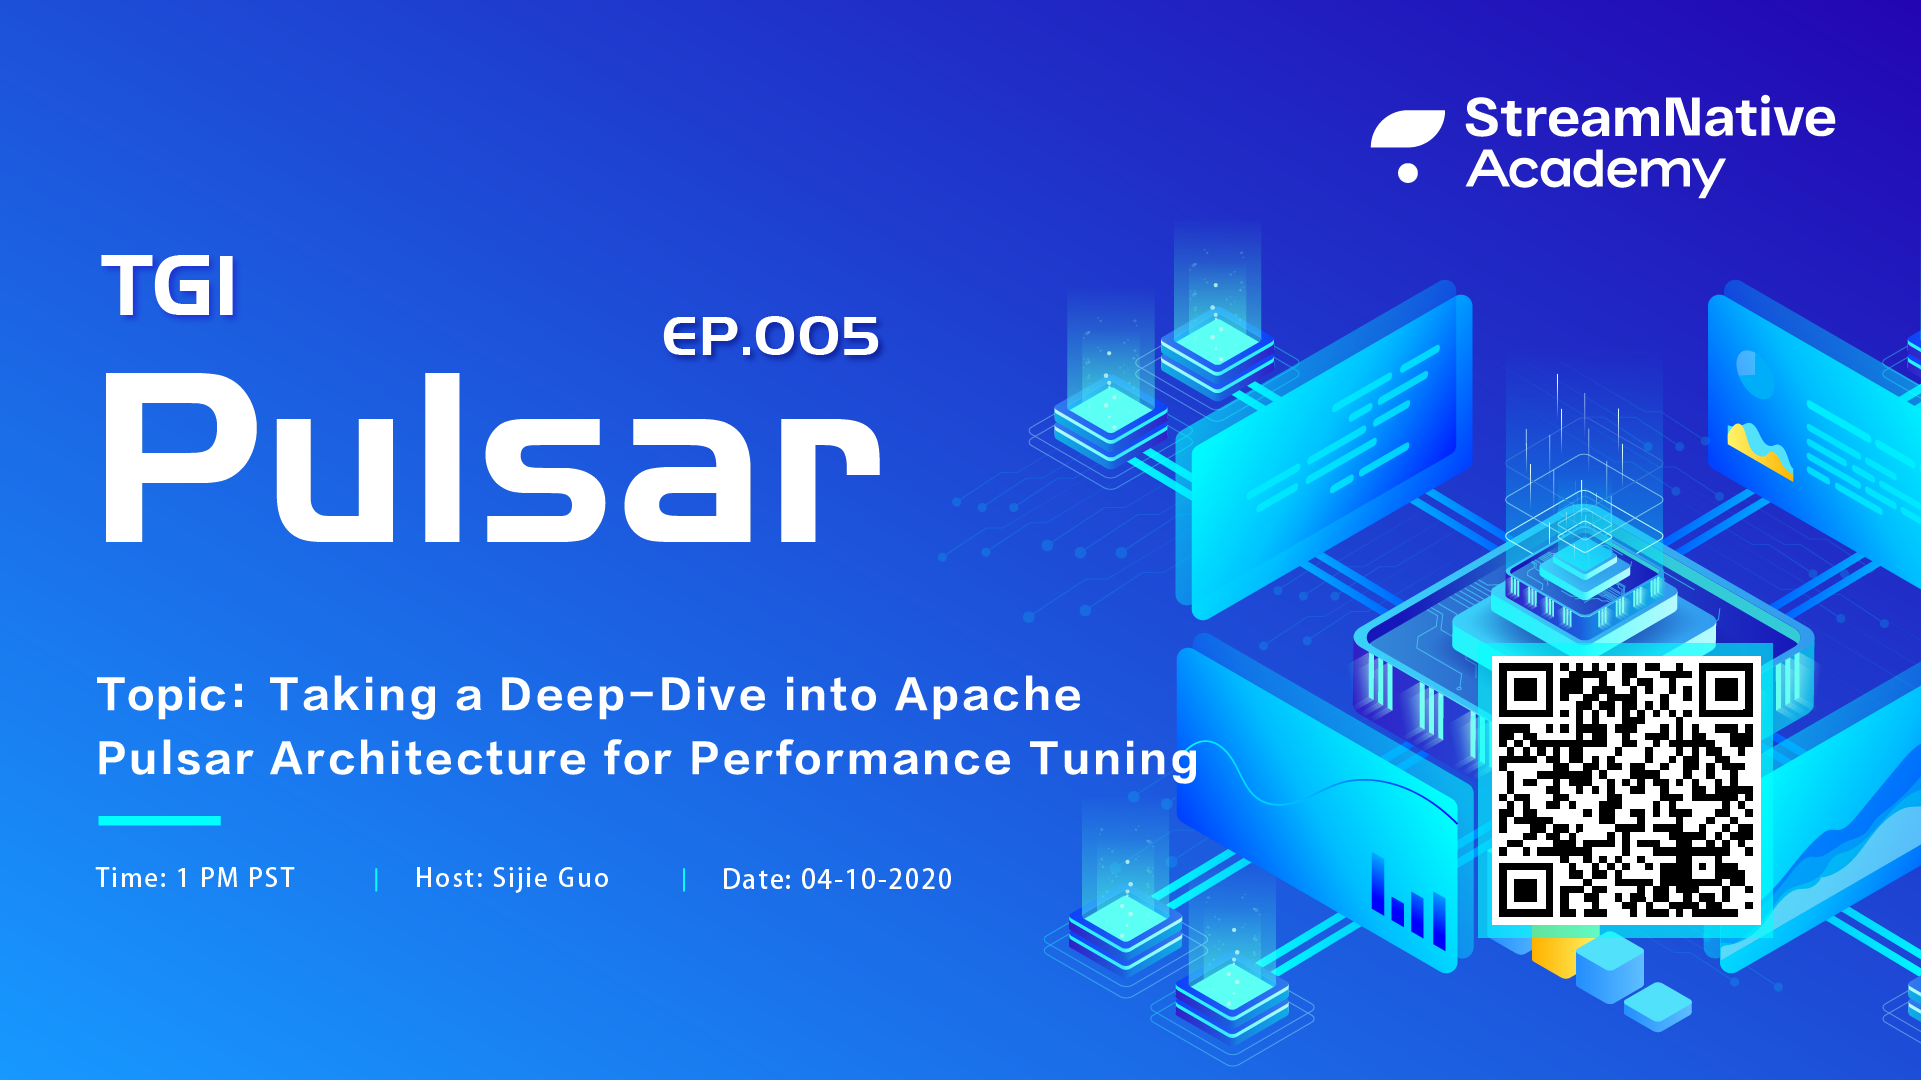 StreamNative
Academy
TGI
EP.005
Pulsar
Topic: Taking a Deep-Dive into Apache
Pulsar Architecture for Performance Tuning
Time: 1 PM PST | Host: Sijie Guo | Date: 04-10-2020